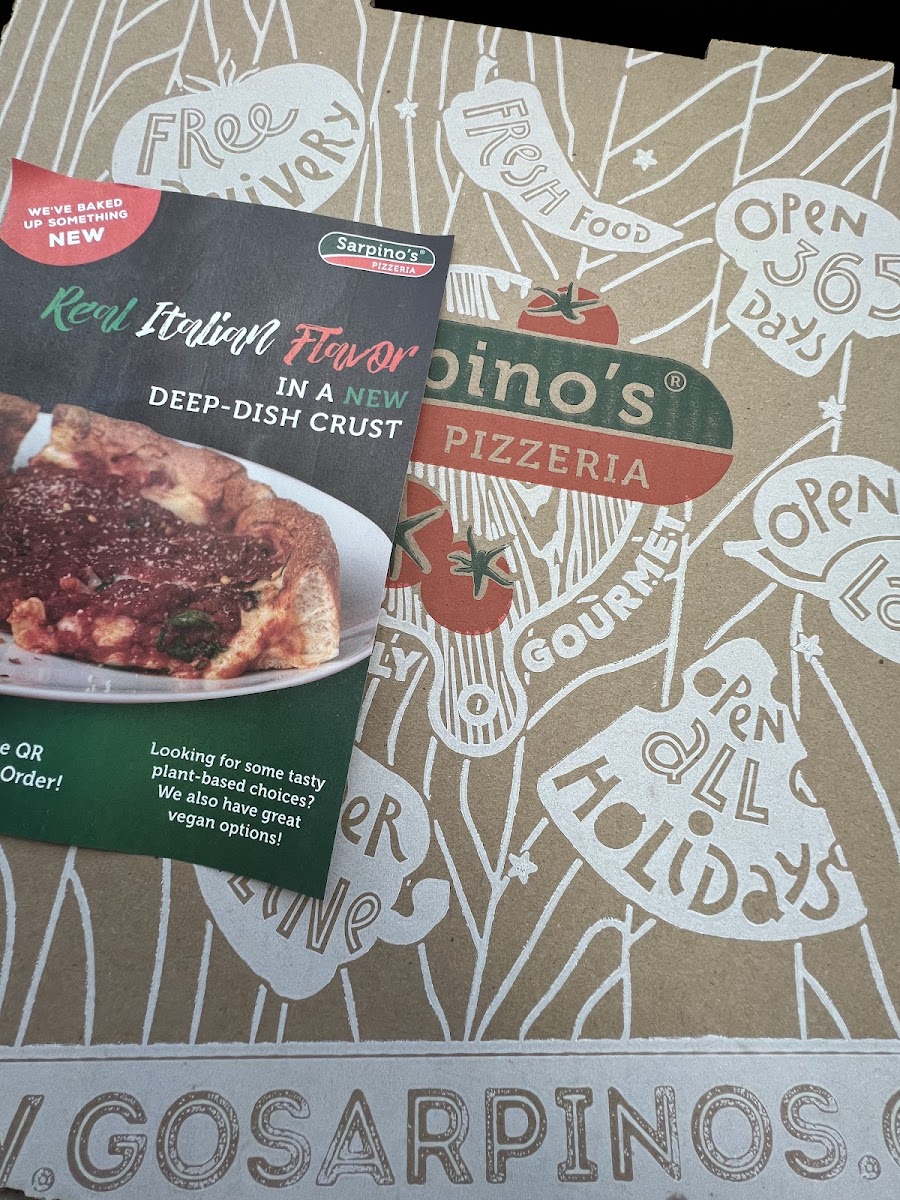 FRee
FResh
FOOD
OPen
365
Days
WE'VE BAKED
UP SOMETHING
NEW
Sarpino's®
PIZZERIA
Real Italian Flavor
IN A NEW
DEEP-DISH CRUST
pino's®
PIZZERIA
OPen
GOURMET
OPen
aLL
HOLiDays
e QR
Order!
Looking for some tasty
plant-based choices?
We also have great
vegan options!
.GOSARPINOS.